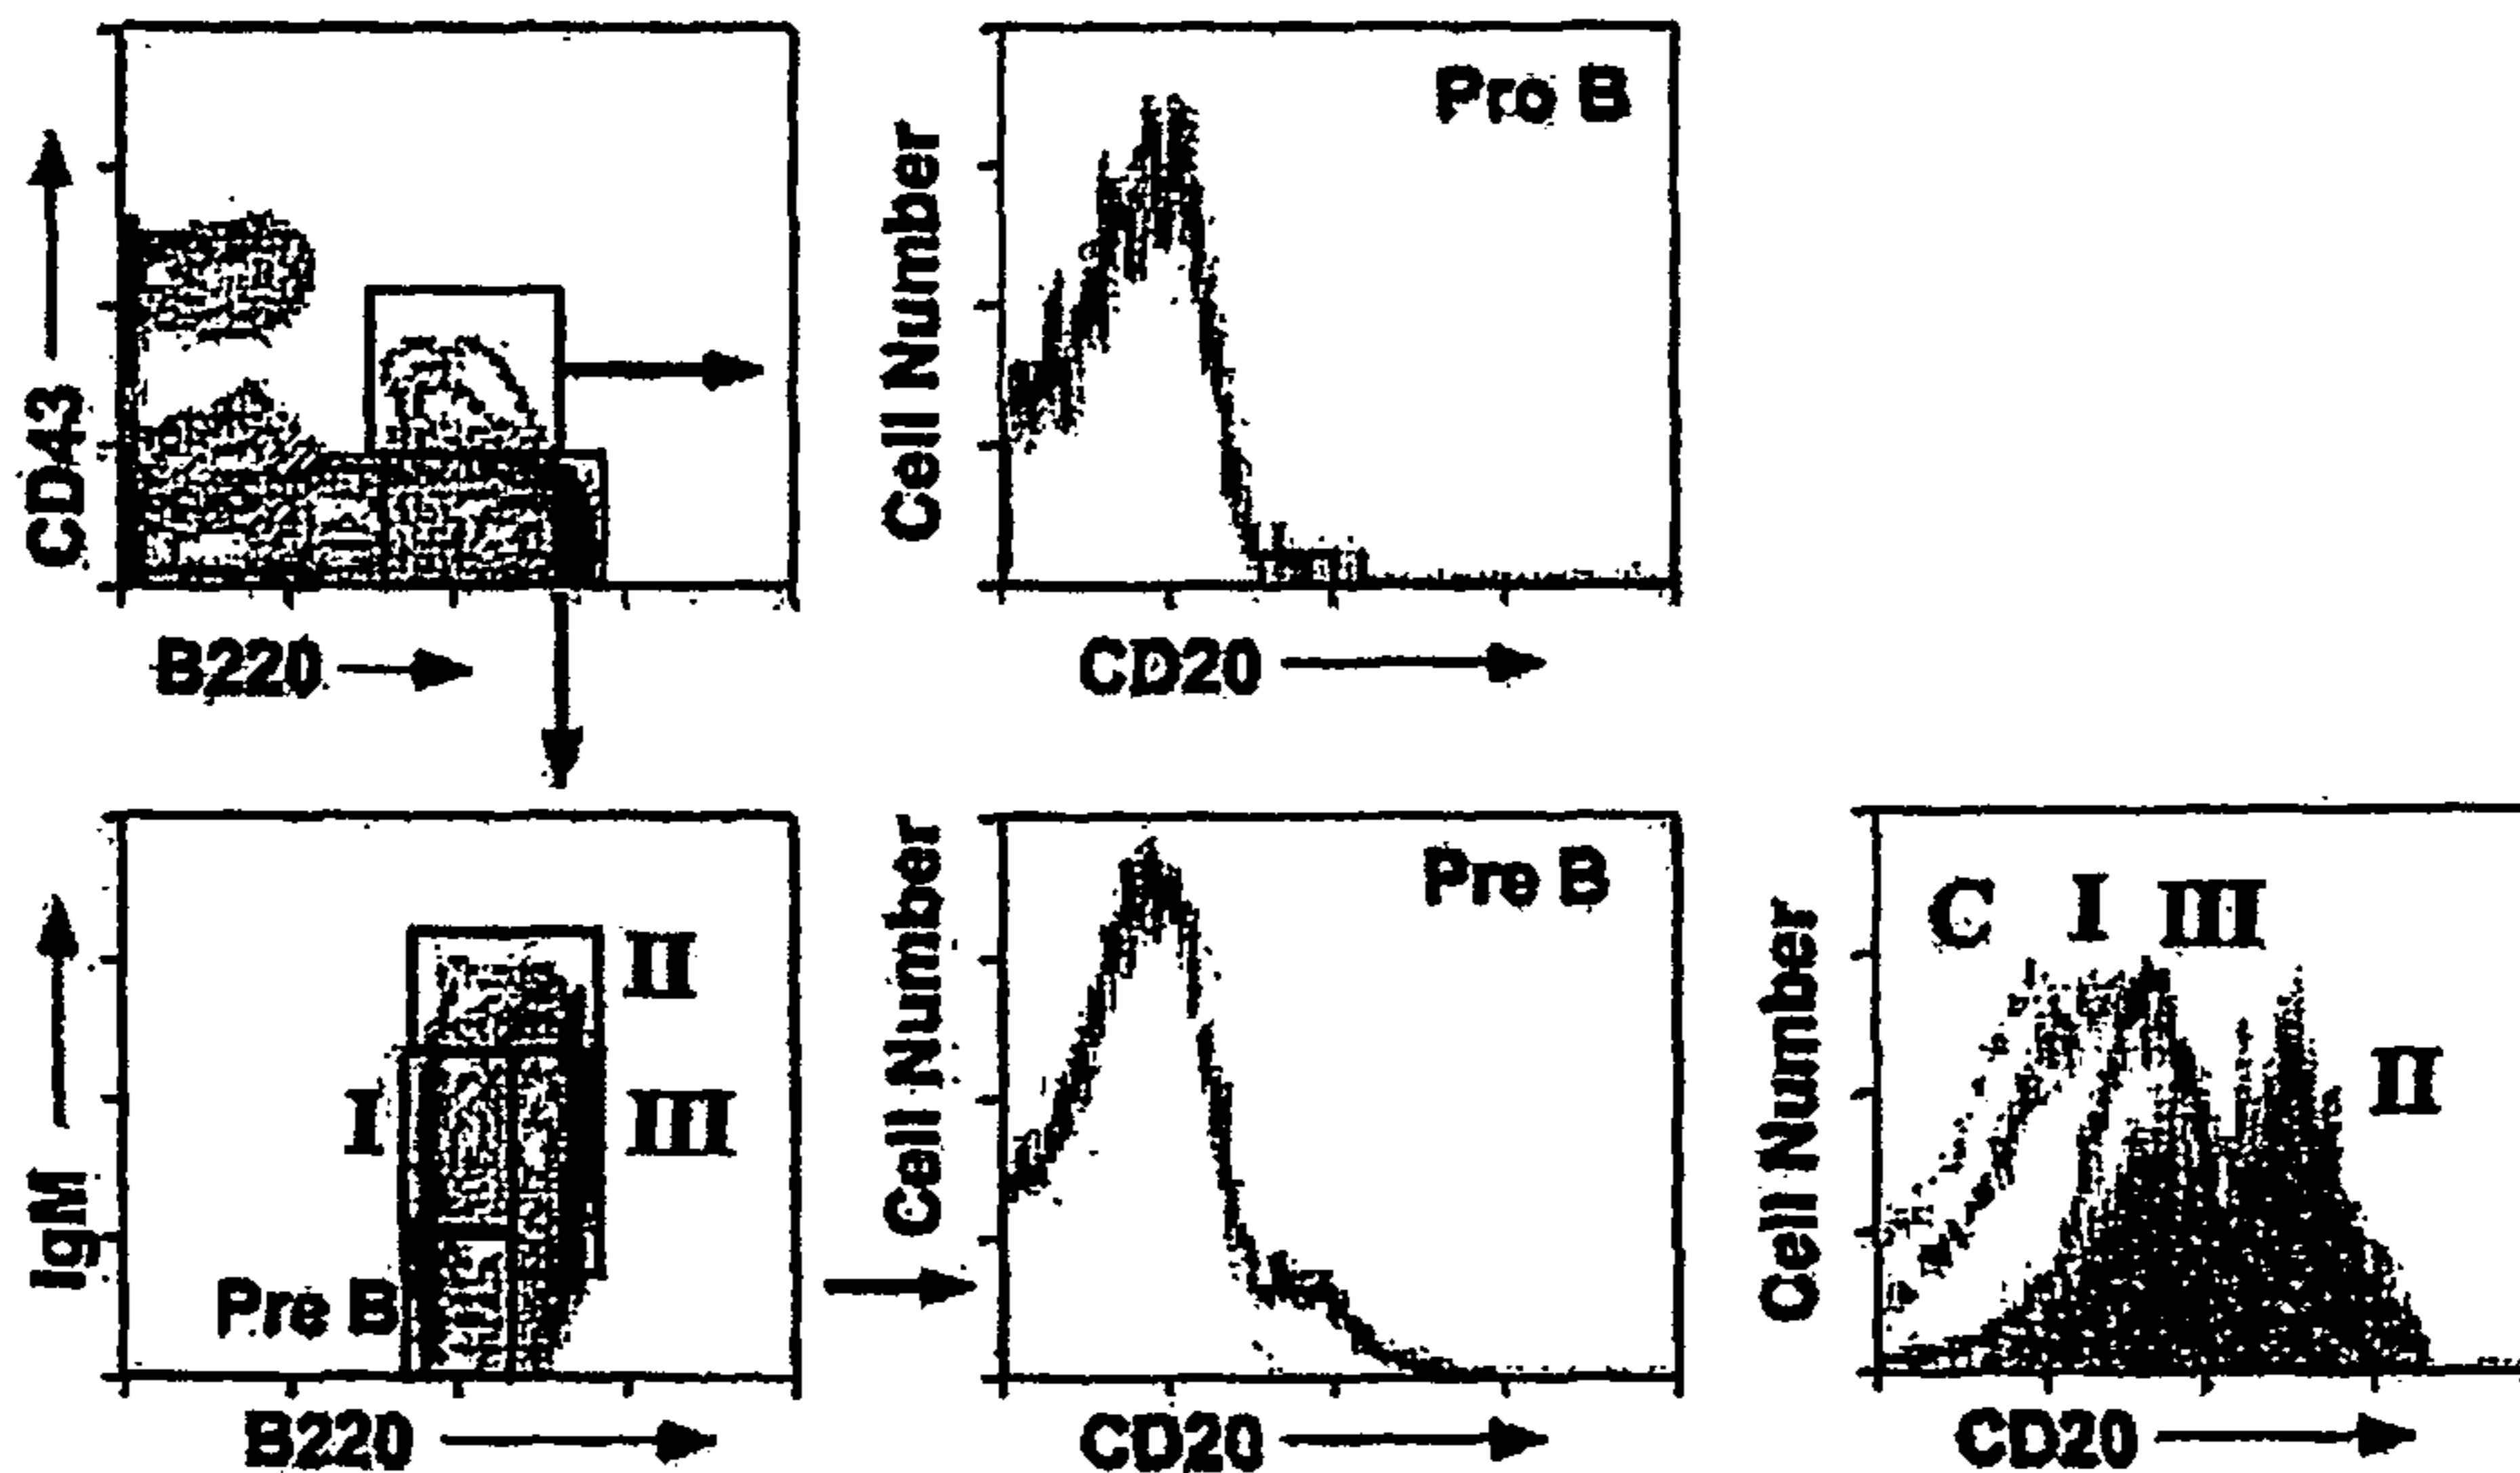 CD43
B220
Cell Number
Pro B
CD20
IgM
II
I
III
Pre B
B220
Cell Number
Pre B
CD20
Cell Number
C I III
II
CD20